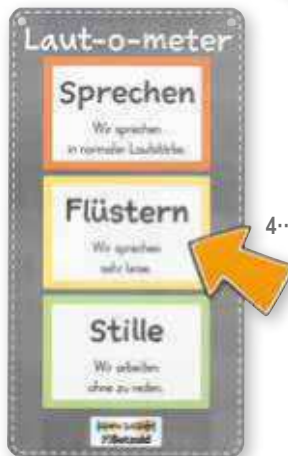 Laut-o-meter
Sprechen
Wir sprechen
in normaler Lautstärke.
Flüstern
Wir sprechen
sehr leise.
4
Stille
Wir arbeiten
ohne zu reden.